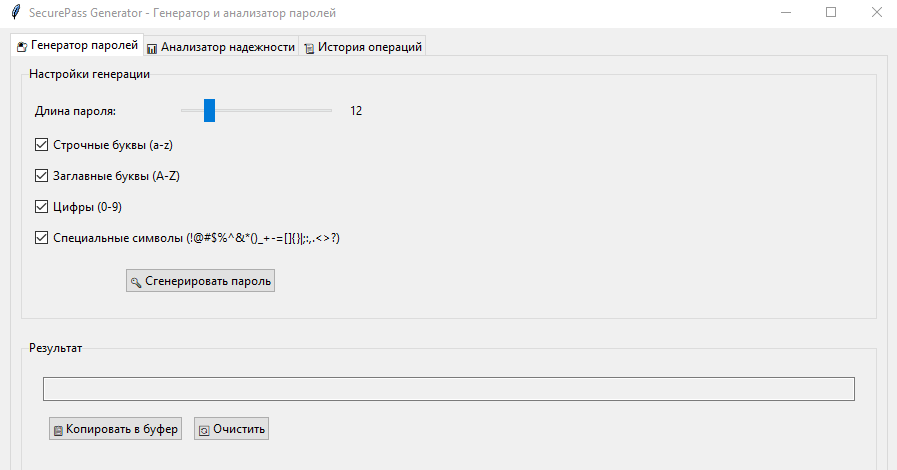 SecurePass Generator - Генератор и анализатор паролей
Генератор паролей Анализатор надежности История операций
Настройки генерации
Длина пароля: 12
Строчные буквы (a-z)
Заглавные буквы (A-Z)
Цифры (0-9)
Специальные символы (!@#$%^&*()_+-=[]{}|;:,.<>?)
Сгенерировать пароль
Результат
Копировать в буфер Очистить